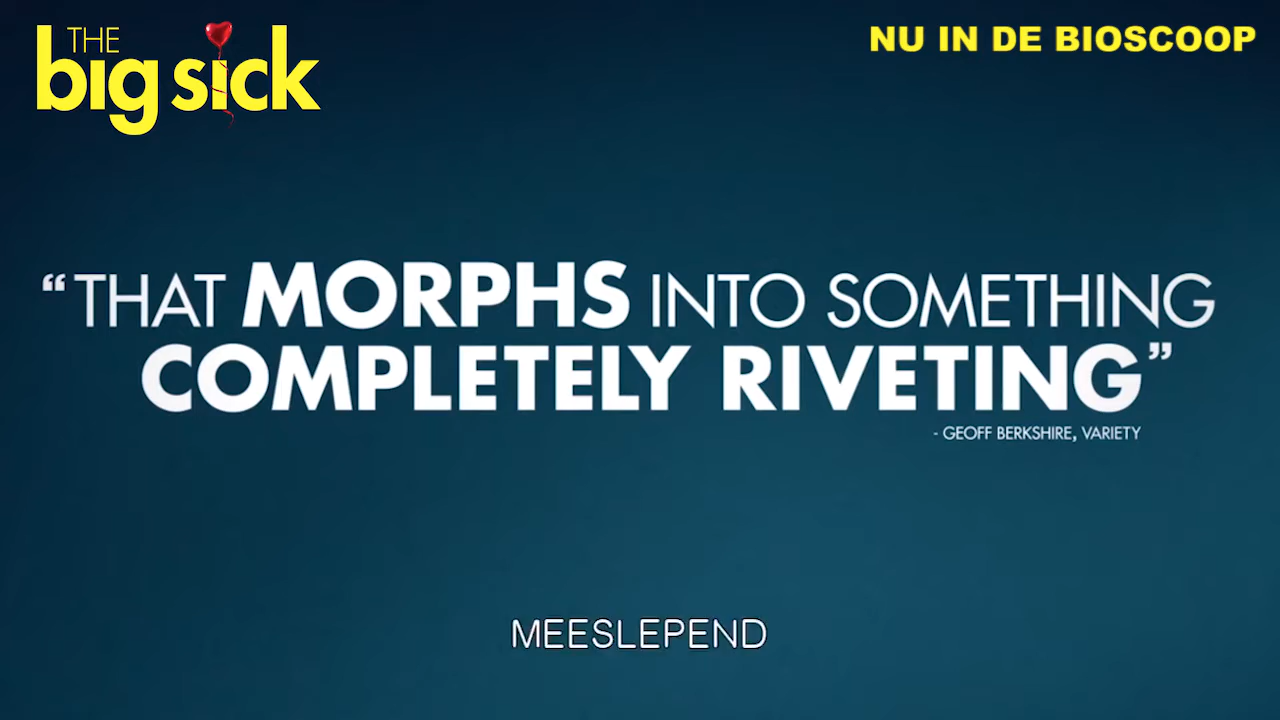 THE
big sick
NU IN DE BIOSCOOP
“THAT MORPHS INTO SOMETHING
COMPLETELY RIVETING”
- GEOFF BERKSHIRE, VARIETY
MEESLEPEND